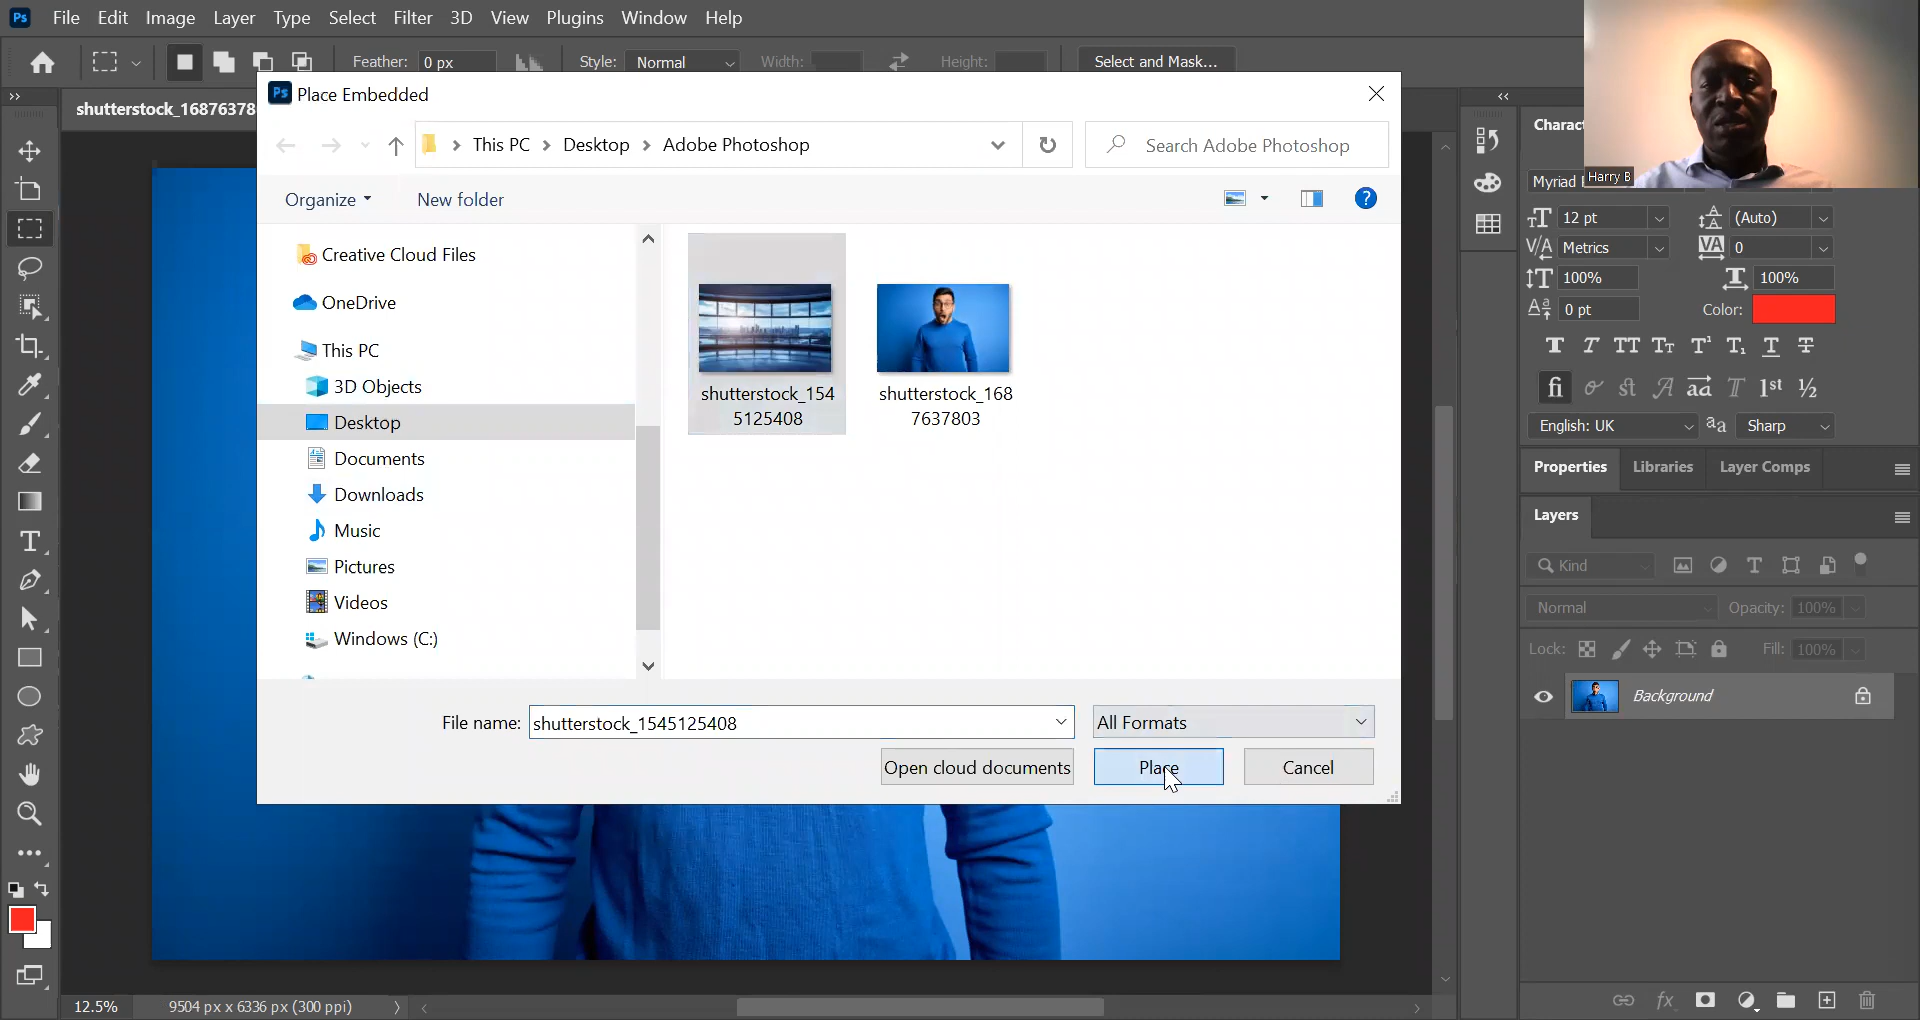 Ps File Edit Image Layer Type Select Filter 3D View Plugins Window Help
Feather: 0 px Style: Normal Width: Height: Select and Mask...
shutterstock_16876378
Ps Place Embedded
This PC Desktop Adobe Photoshop Search Adobe Photoshop
Organize New folder
Creative Cloud Files
OneDrive
This PC
3D Objects
Desktop
Documents
Downloads
Music
Pictures
Videos
Windows (C:)
shutterstock_154
5125408
shutterstock_168
7637803
File name: shutterstock_1545125408 All Formats
Open cloud documents Place Cancel
Harry B
Charac
Myriad
12 pt (Auto)
Metrics 0
100% 100%
0 pt Color:
English: UK Sharp
Properties Libraries Layer Comps
Layers
Kind
Normal Opacity: 100%
Lock: Fill: 100%
Background
12.5% 9504 px x 6336 px (300 ppi)